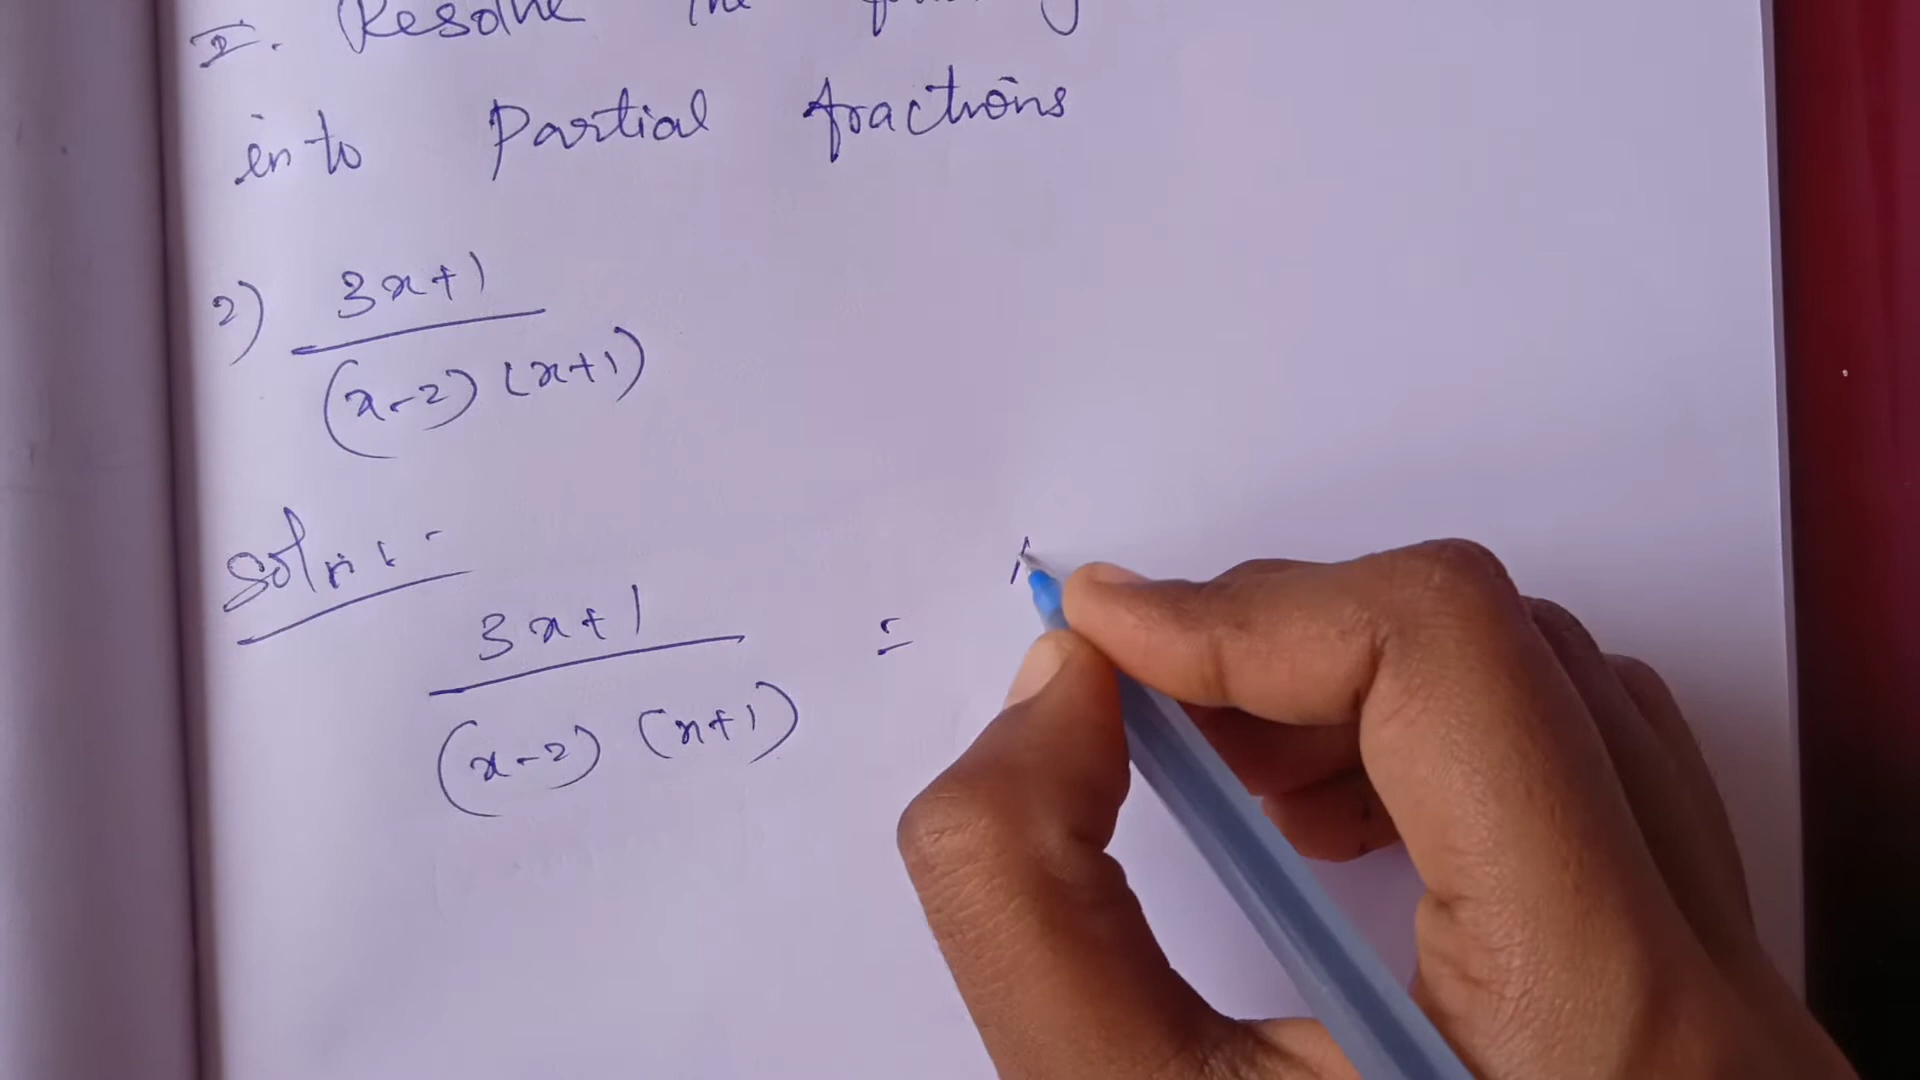 II. Resolve the
into Partial fractions
2) 3x+1
(x-2) (x+1)
Soln :-
3x+1 =
(x-2) (x+1)